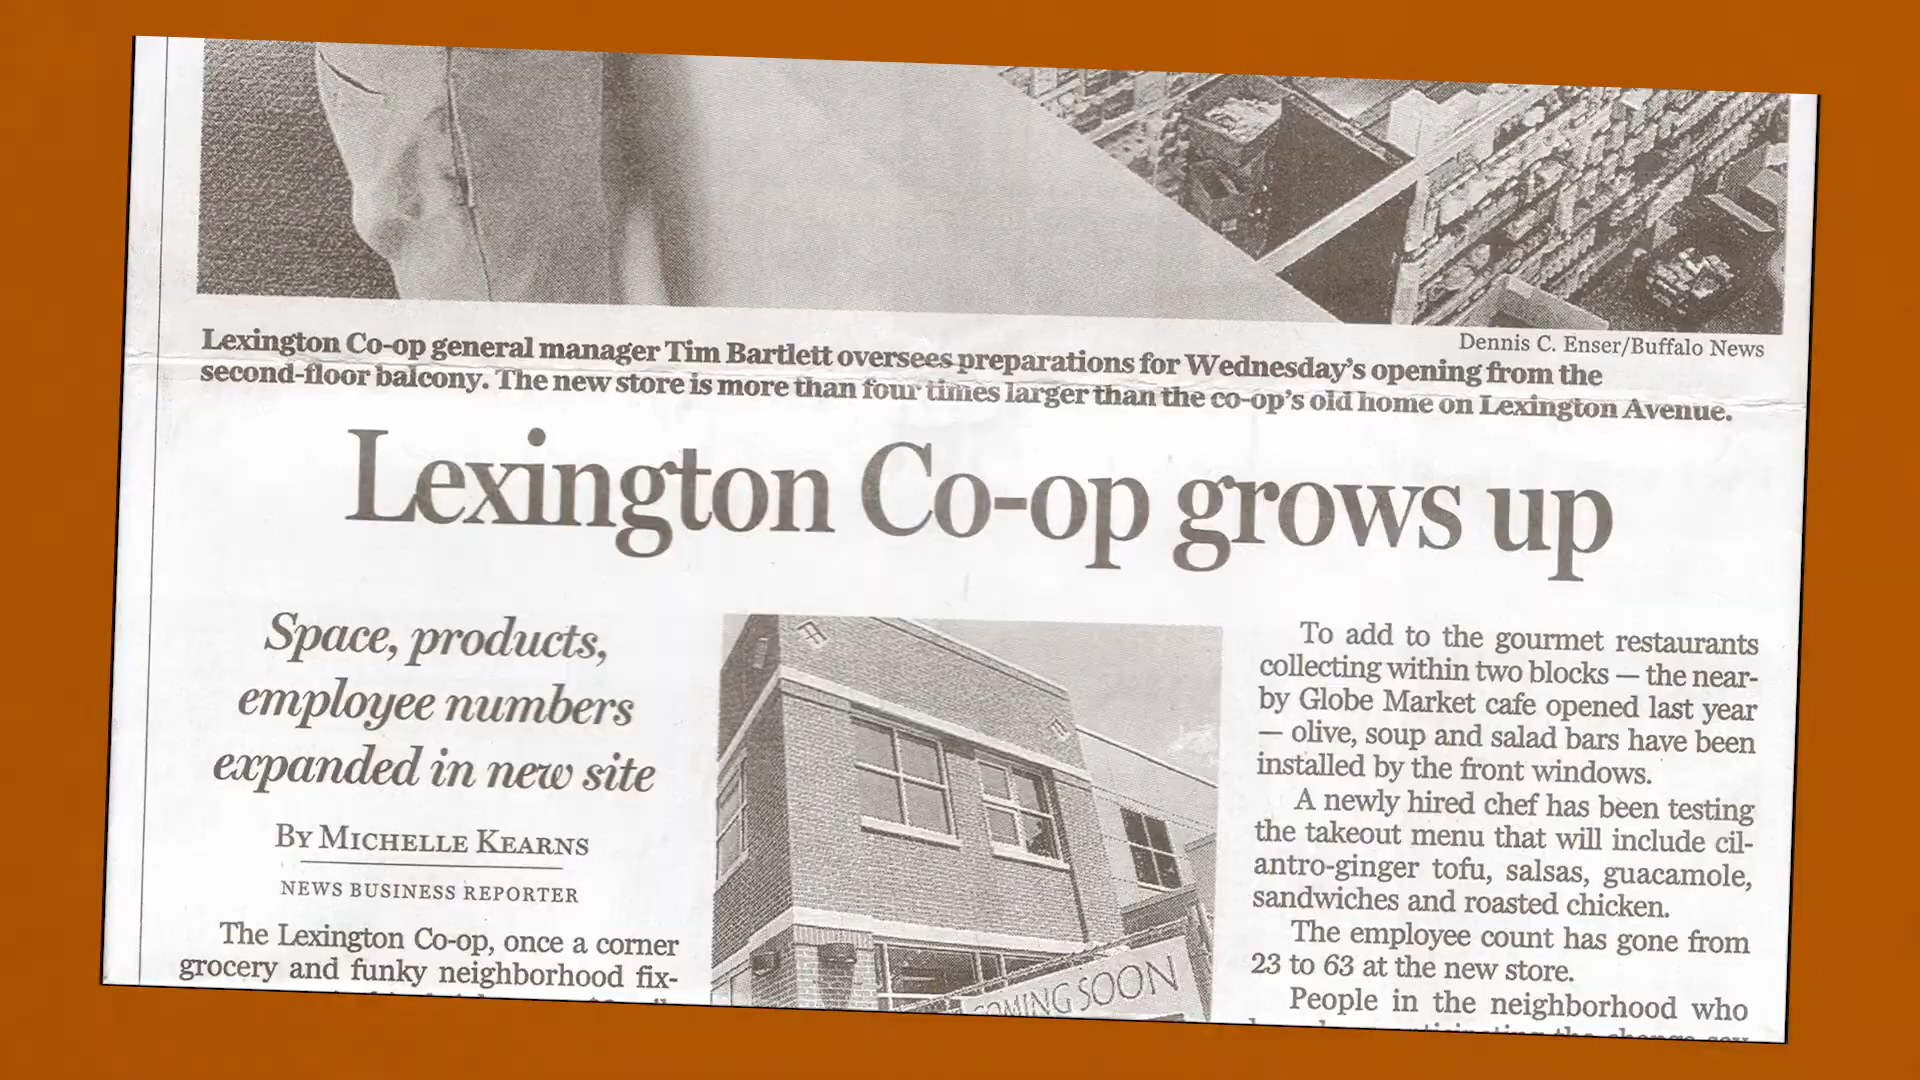 Dennis C. Enser/Buffalo News
Lexington Co-op general manager Tim Bartlett oversees preparations for Wednesday's opening from the
second-floor balcony. The new store is more than four times larger than the co-op's old home on Lexington Avenue.
Lexington Co-op grows up
Space, products,
employee numbers
expanded in new site
BY MICHELLE KEARNS
NEWS BUSINESS REPORTER
The Lexington Co-op, once a corner
grocery and funky neighborhood fix-
COMING SOON
To add to the gourmet restaurants
collecting within two blocks — the near-
by Globe Market cafe opened last year
— olive, soup and salad bars have been
installed by the front windows.
A newly hired chef has been testing
the takeout menu that will include cil-
antro-ginger tofu, salsas, guacamole,
sandwiches and roasted chicken.
The employee count has gone from
23 to 63 at the new store.
People in the neighborhood who